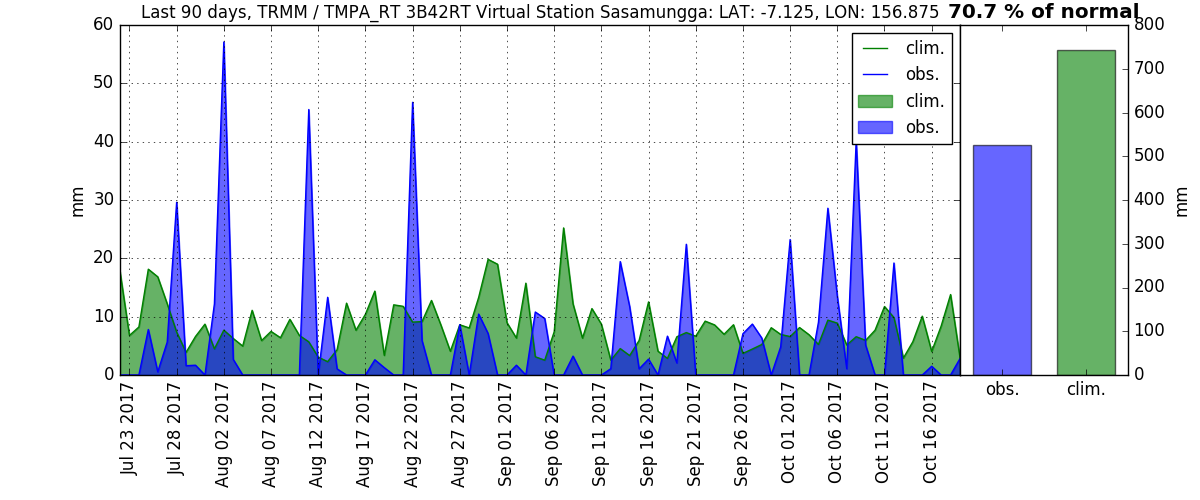 Last 90 days, TRMM / TMPA_RT 3B42RT Virtual Station Sasamungga: LAT: -7.125, LON: 156.875 70.7 % of normal
60
50
40
30
20
10
0
mm
clim.
obs.
clim.
obs.
800
700
600
500
400
300
200
100
0
mm
obs.
clim.
Jul 23 2017
Jul 28 2017
Aug 02 2017
Aug 07 2017
Aug 12 2017
Aug 17 2017
Aug 22 2017
Aug 27 2017
Sep 01 2017
Sep 06 2017
Sep 11 2017
Sep 16 2017
Sep 21 2017
Sep 26 2017
Oct 01 2017
Oct 06 2017
Oct 11 2017
Oct 16 2017